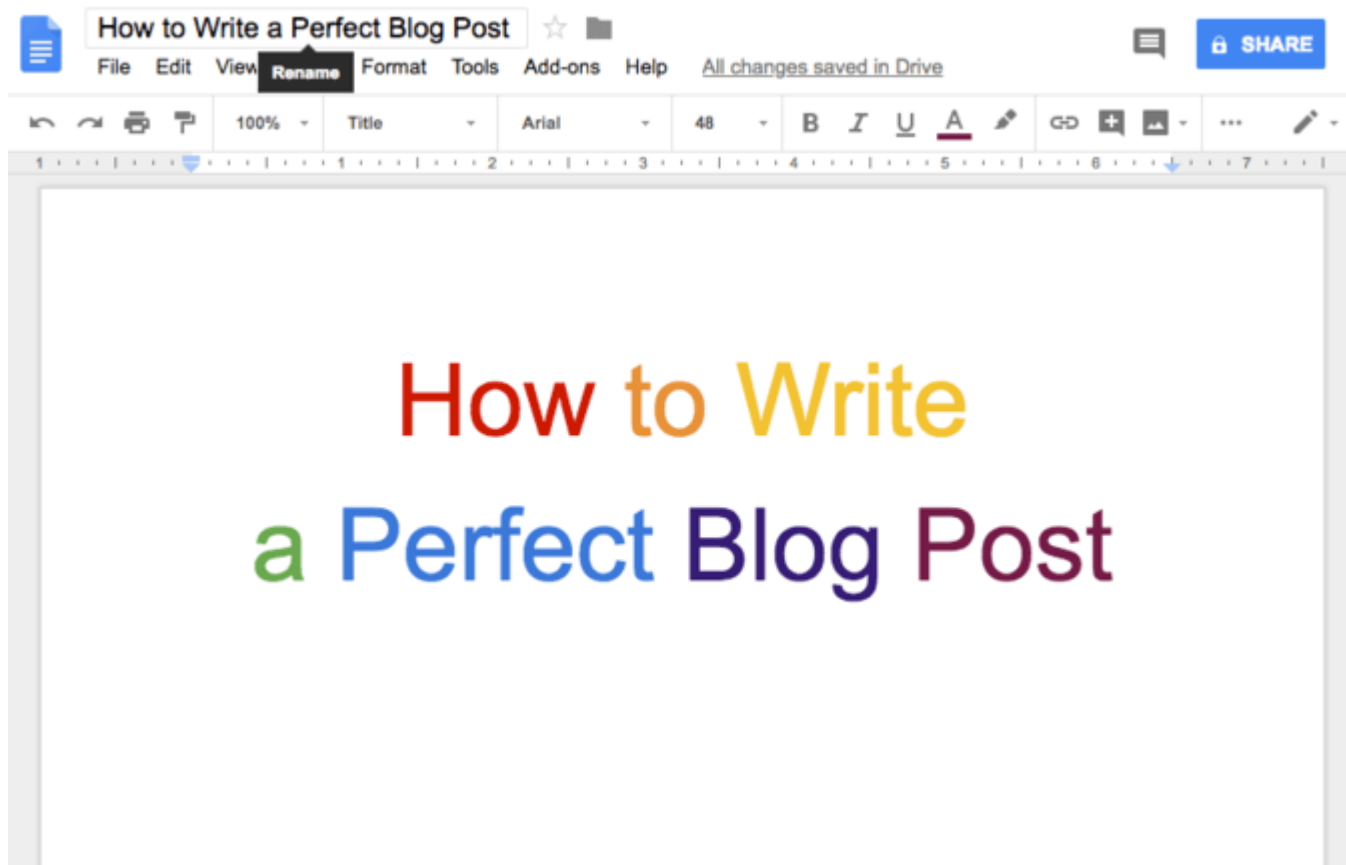 How to Write a Perfect Blog Post
File Edit View Rename Format Tools Add-ons Help All changes saved in Drive
SHARE
100% Title Arial 48 B I U A
1 1 2 3 4 5 6 7
How to Write
a Perfect Blog Post